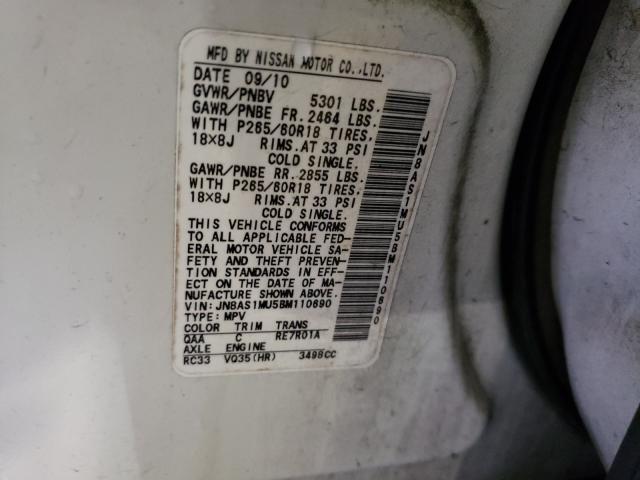 MFD BY NISSAN MOTOR CO.,LTD.
DATE 09/10
GVWR/PNBV 5301 LBS.
GAWR/PNBE FR. 2464 LBS.
WITH P265/60R18 TIRES,
18X8J RIMS.AT 33 PSI
COLD SINGLE.
GAWR/PNBE RR. 2855 LBS.
WITH P265/60R18 TIRES.
18X8J RIMS.AT 33 PSI
COLD SINGLE.
THIS VEHICLE CONFORMS
TO ALL APPLICABLE FED-
ERAL MOTOR VEHICLE SA-
FETY AND THEFT PREVEN-
TION STANDARDS IN EFF-
ECT ON THE DATE OF MA-
NUFACTURE SHOWN ABOVE.
VIN: JN8AS1MU5BM110690
TYPE: MPV
COLOR TRIM TRANS
QAA C RE7R01A
AXLE ENGINE
RC33 VQ35(HR) 3498CC
JN8AS1MU5BM110690